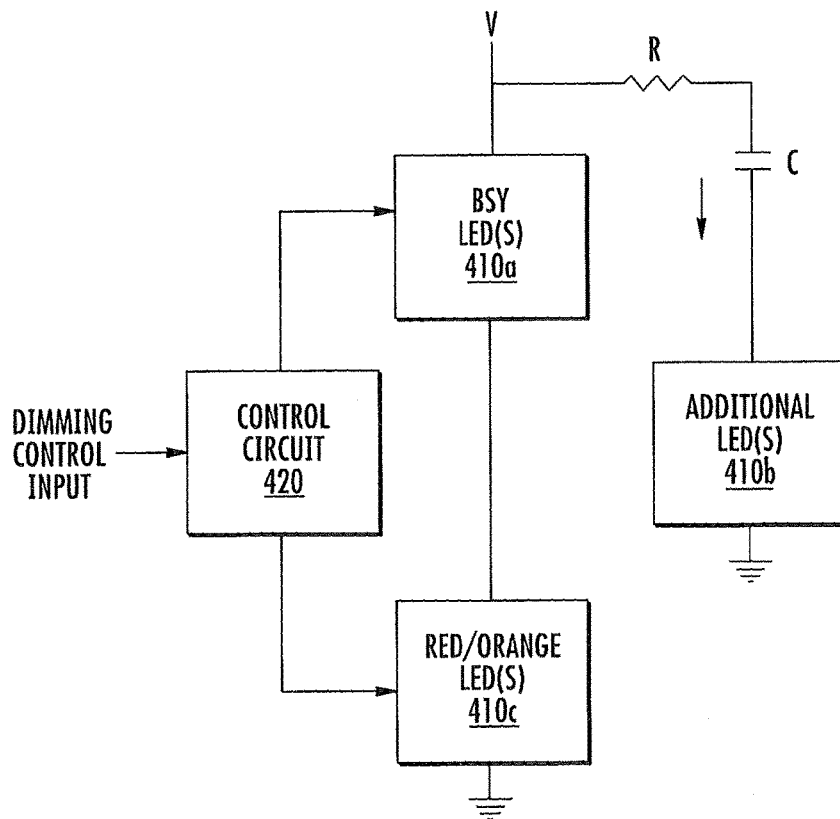 V
R
C
BSY
LED(S)
410a
DIMMING
CONTROL
INPUT
CONTROL
CIRCUIT
420
ADDITIONAL
LED(S)
410b
RED/ORANGE
LED(S)
410c